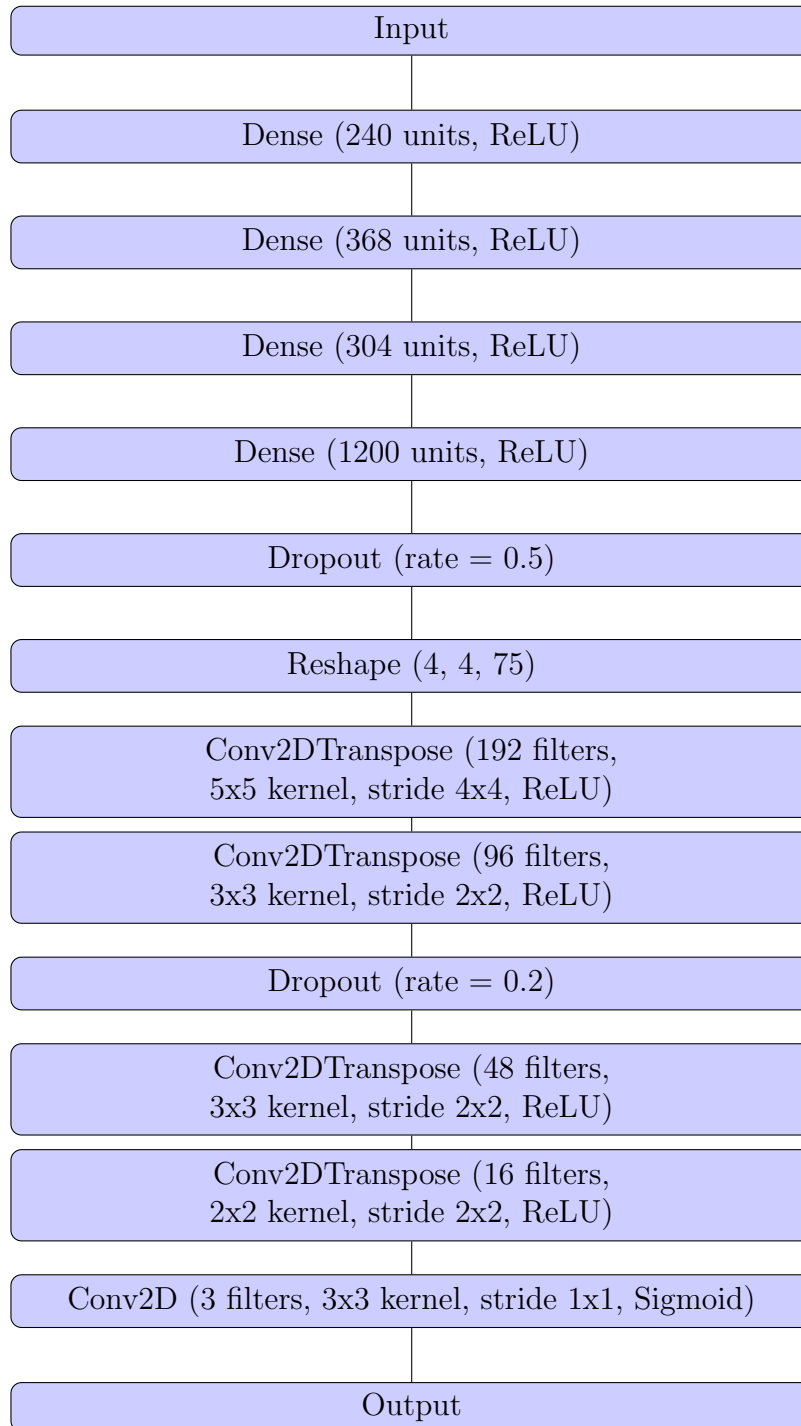 Input
Dense (240 units, ReLU)
Dense (368 units, ReLU)
Dense (304 units, ReLU)
Dense (1200 units, ReLU)
Dropout (rate = 0.5)
Reshape (4, 4, 75)
Conv2DTranspose (192 filters,
5x5 kernel, stride 4x4, ReLU)
Conv2DTranspose (96 filters,
3x3 kernel, stride 2x2, ReLU)
Dropout (rate = 0.2)
Conv2DTranspose (48 filters,
3x3 kernel, stride 2x2, ReLU)
Conv2DTranspose (16 filters,
2x2 kernel, stride 2x2, ReLU)
Conv2D (3 filters, 3x3 kernel, stride 1x1, Sigmoid)
Output